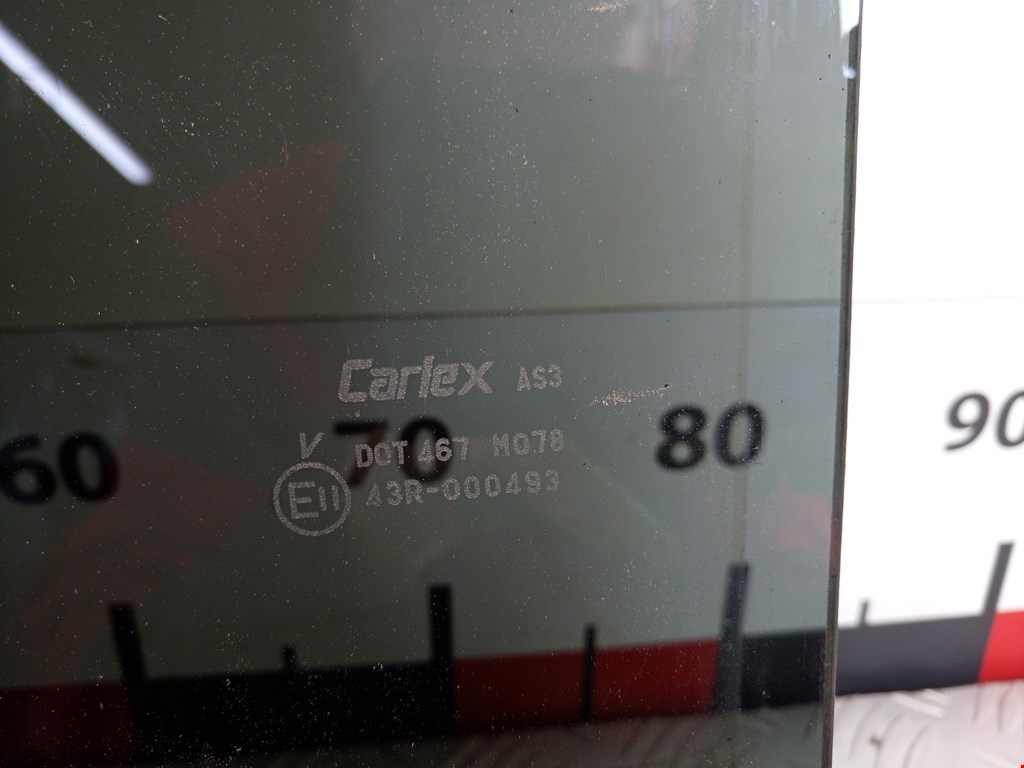 Carlex AS3
V DOT 467 M078
E11 43R-000493
60 70 80 90